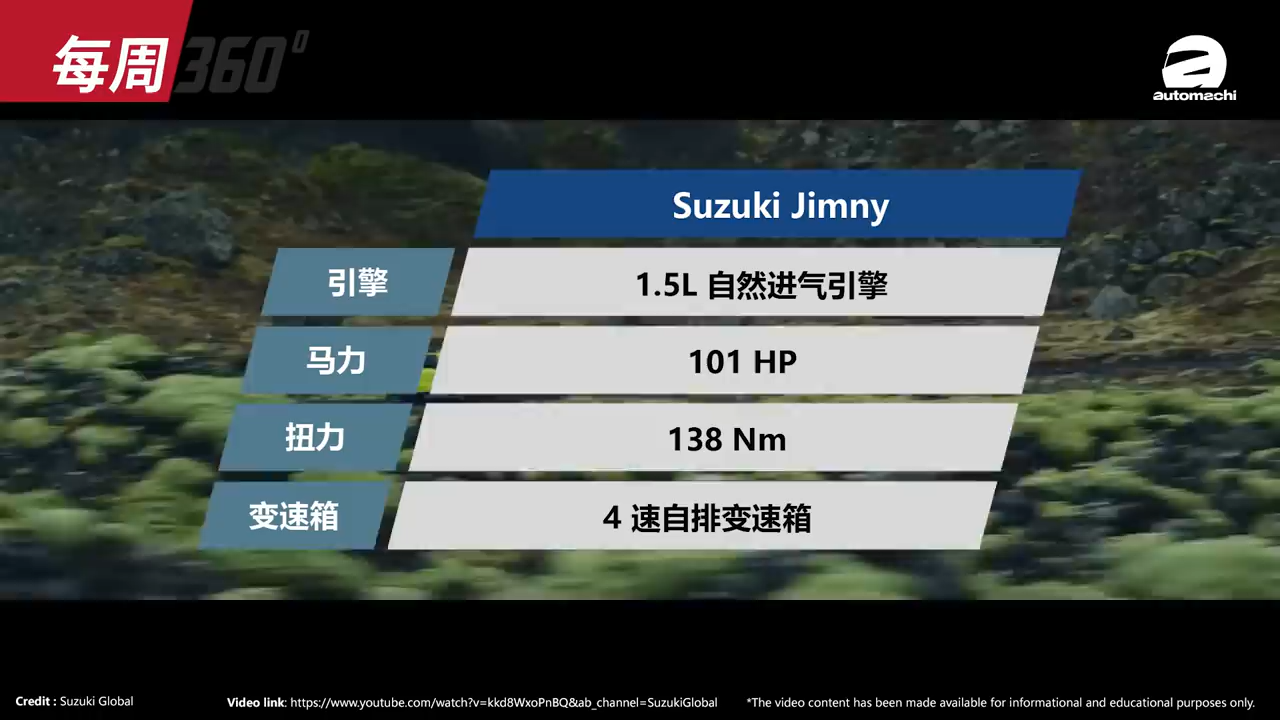 每周360⁰
automachi
Suzuki Jimny
引擎 1.5L 自然进气引擎
马力 101 HP
扭力 138 Nm
变速箱 4 速自排变速箱
Credit : Suzuki Global
Video link: https://www.youtube.com/watch?v=kkd8WxoPnBQ&ab_channel=SuzukiGlobal
*The video content has been made available for informational and educational purposes only.